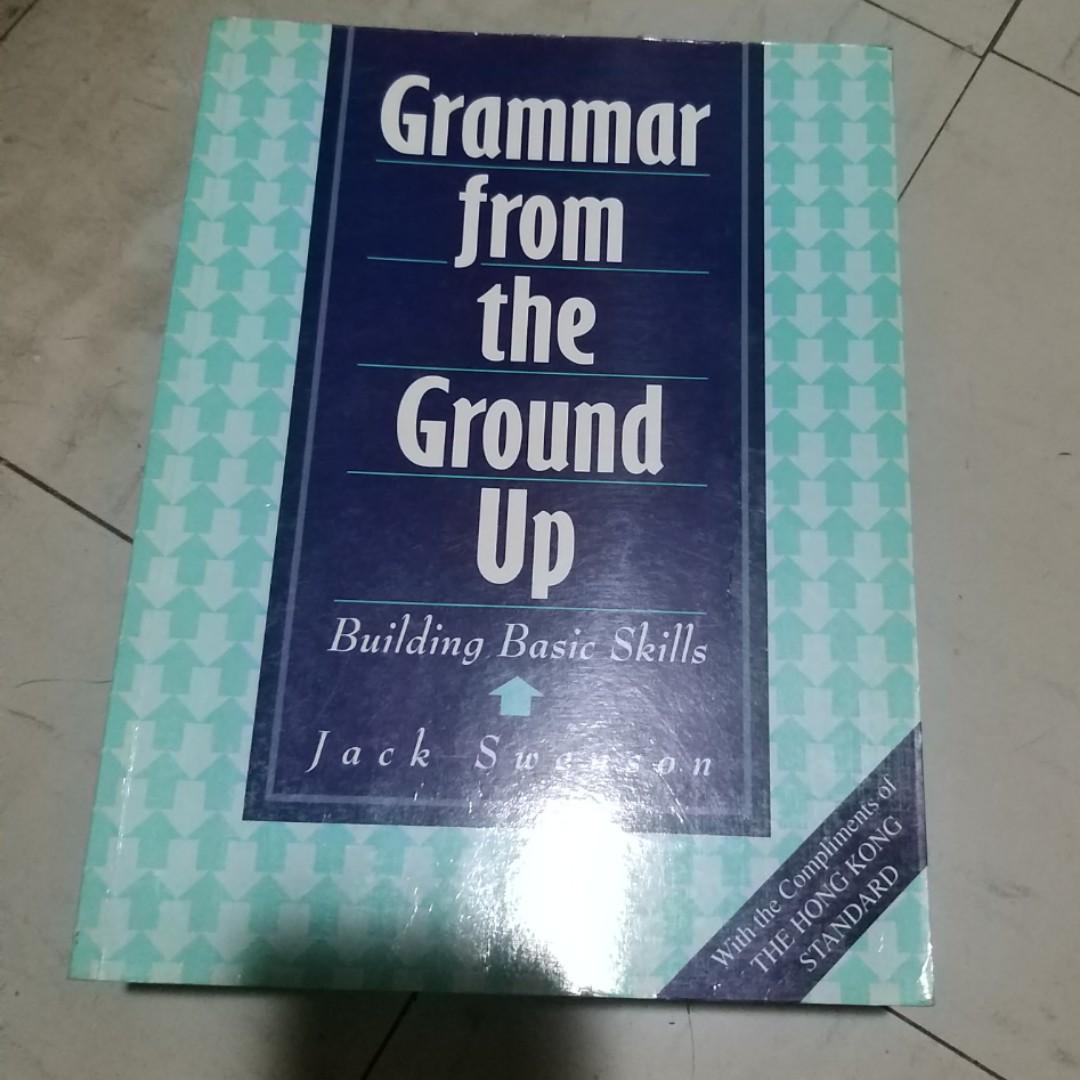 Grammar
from
the
Ground
Up
Building Basic Skills
Jack Swenson
With the Compliments of
THE HONG KONG
STANDARD